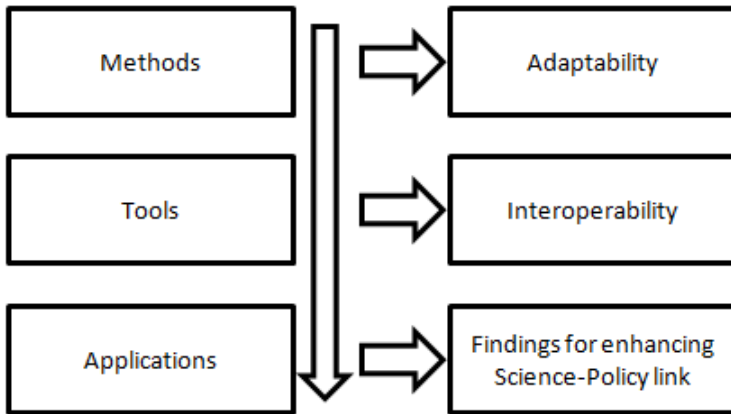 Methods
Adaptability
Tools
Interoperability
Applications
Findings for enhancing
Science-Policy link